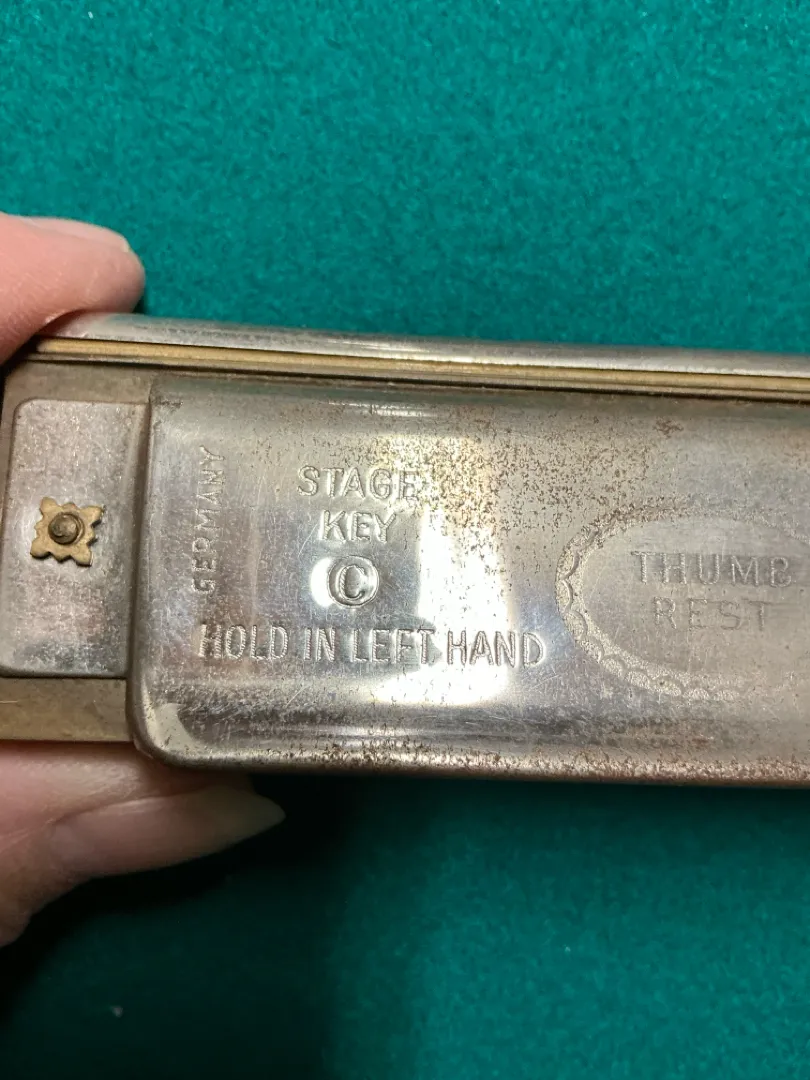 GERMANY
STAGE
KEY
C
HOLD IN LEFT HAND
THUMB
REST